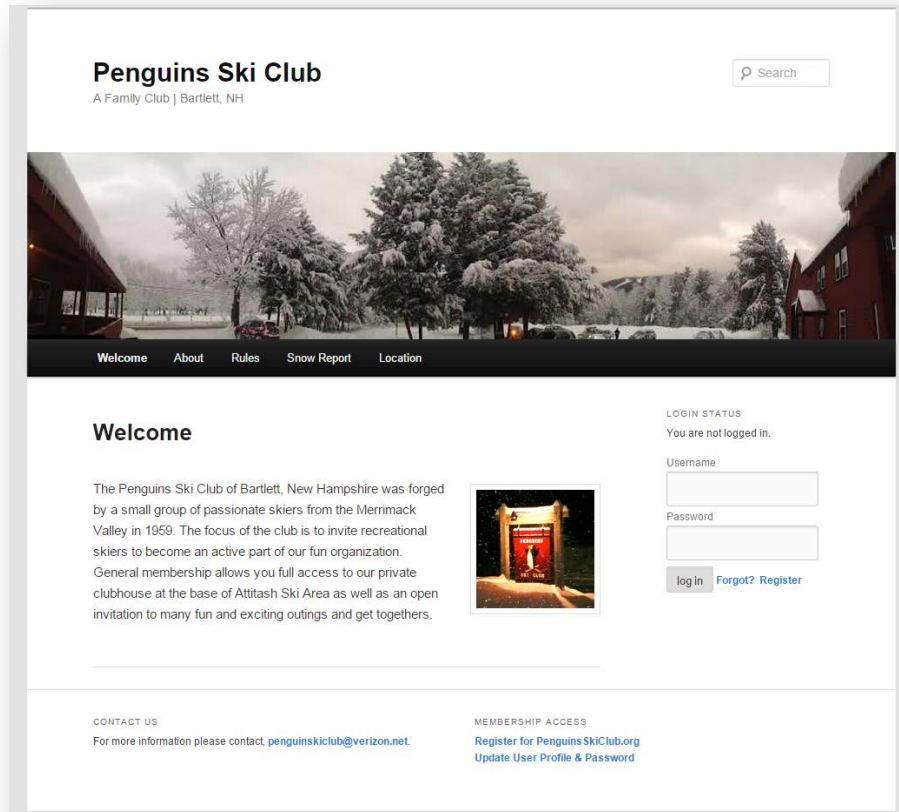 Penguins Ski Club
A Family Club | Bartlett, NH
Search
Welcome About Rules Snow Report Location
Welcome
The Penguins Ski Club of Bartlett, New Hampshire was forged
by a small group of passionate skiers from the Merrimack
Valley in 1959. The focus of the club is to invite recreational
skiers to become an active part of our fun organization.
General membership allows you full access to our private
clubhouse at the base of Attitash Ski Area as well as an open
invitation to many fun and exciting outings and get togethers.
PENGUINS
SKI CLUB
LOGIN STATUS
You are not logged in.
Username
Password
log in Forgot? Register
CONTACT US
For more information please contact, penguinskiclub@verizon.net.
MEMBERSHIP ACCESS
Register for PenguinsSkiClub.org
Update User Profile & Password